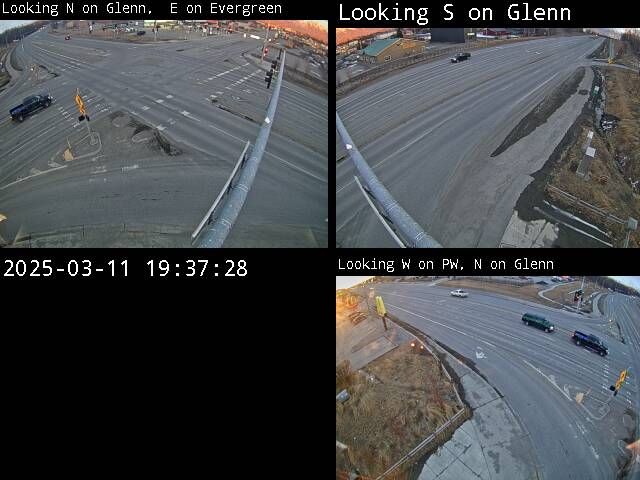 Looking N on Glenn,  E on Evergreen
Looking S on Glenn
2025-03-11 19:37:28
Looking W on PW, N on Glenn